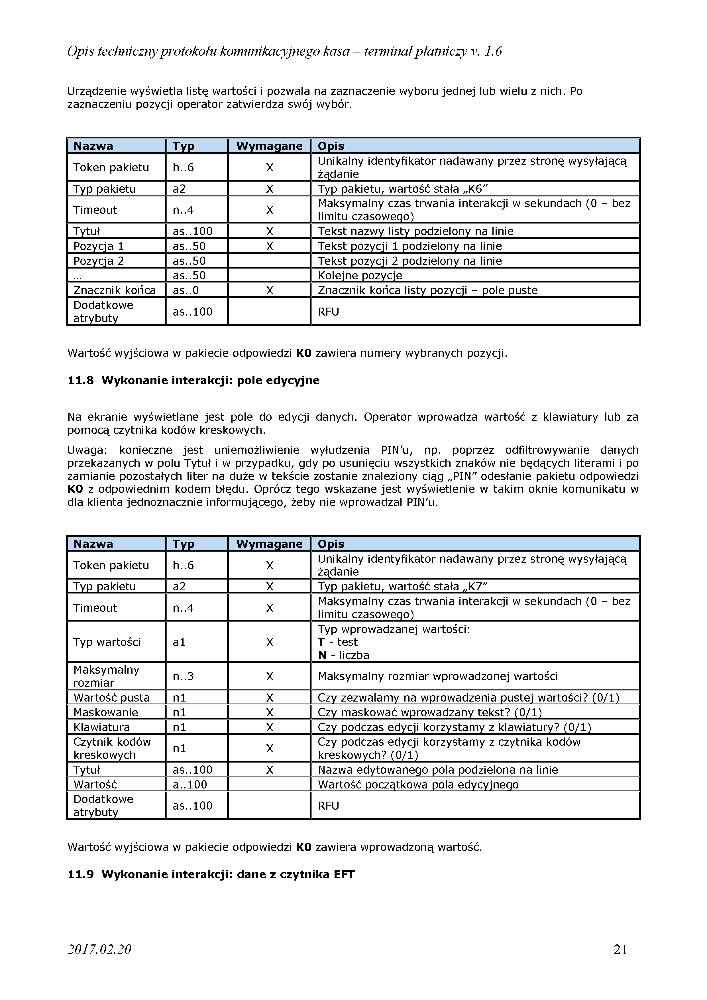 Opis techniczny protokołu komunikacyjnego kasa – terminal płatniczy v. 1.6
Urządzenie wyświetla listę wartości i pozwala na zaznaczenie wyboru jednej lub wielu z nich. Po
zaznaczeniu pozycji operator zatwierdza swój wybór.
Nazwa Typ Wymagane Opis
Token pakietu h..6 X Unikalny identyfikator nadawany przez stronę wysyłającą
żądanie
Typ pakietu a2 X Typ pakietu, wartość stała „K6”
Timeout n..4 X Maksymalny czas trwania interakcji w sekundach (0 – bez
limitu czasowego)
Tytuł as..100 X Tekst nazwy listy podzielony na linie
Pozycja 1 as..50 X Tekst pozycji 1 podzielony na linie
Pozycja 2 as..50 Tekst pozycji 2 podzielony na linie
… as..50 Kolejne pozycje
Znacznik końca as..0 X Znacznik końca listy pozycji – pole puste
Dodatkowe
atrybuty as..100 RFU
Wartość wyjściowa w pakiecie odpowiedzi K0 zawiera numery wybranych pozycji.
11.8 Wykonanie interakcji: pole edycyjne
Na ekranie wyświetlane jest pole do edycji danych. Operator wprowadza wartość z klawiatury lub za
pomocą czytnika kodów kreskowych.
Uwaga: konieczne jest uniemożliwienie wyłudzenia PIN’u, np. poprzez odfiltrowywanie danych
przekazanych w polu Tytuł i w przypadku, gdy po usunięciu wszystkich znaków nie będących literami i po
zamianie pozostałych liter na duże w tekście zostanie znaleziony ciąg „PIN” odesłanie pakietu odpowiedzi
K0 z odpowiednim kodem błędu. Oprócz tego wskazane jest wyświetlenie w takim oknie komunikatu w
dla klienta jednoznacznie informującego, żeby nie wprowadzał PIN’u.
Nazwa Typ Wymagane Opis
Token pakietu h..6 X Unikalny identyfikator nadawany przez stronę wysyłającą
żądanie
Typ pakietu a2 X Typ pakietu, wartość stała „K7”
Timeout n..4 X Maksymalny czas trwania interakcji w sekundach (0 – bez
limitu czasowego)
Typ wartości a1 X Typ wprowadzanej wartości:
T - test
N - liczba
Maksymalny
rozmiar n..3 X Maksymalny rozmiar wprowadzonej wartości
Wartość pusta n1 X Czy zezwalamy na wprowadzenia pustej wartości? (0/1)
Maskowanie n1 X Czy maskować wprowadzany tekst? (0/1)
Klawiatura n1 X Czy podczas edycji korzystamy z klawiatury? (0/1)
Czytnik kodów
kreskowych n1 X Czy podczas edycji korzystamy z czytnika kodów
kreskowych? (0/1)
Tytuł as..100 X Nazwa edytowanego pola podzielona na linie
Wartość a..100 Wartość początkowa pola edycyjnego
Dodatkowe
atrybuty as..100 RFU
Wartość wyjściowa w pakiecie odpowiedzi K0 zawiera wprowadzoną wartość.
11.9 Wykonanie interakcji: dane z czytnika EFT
2017.02.20 21